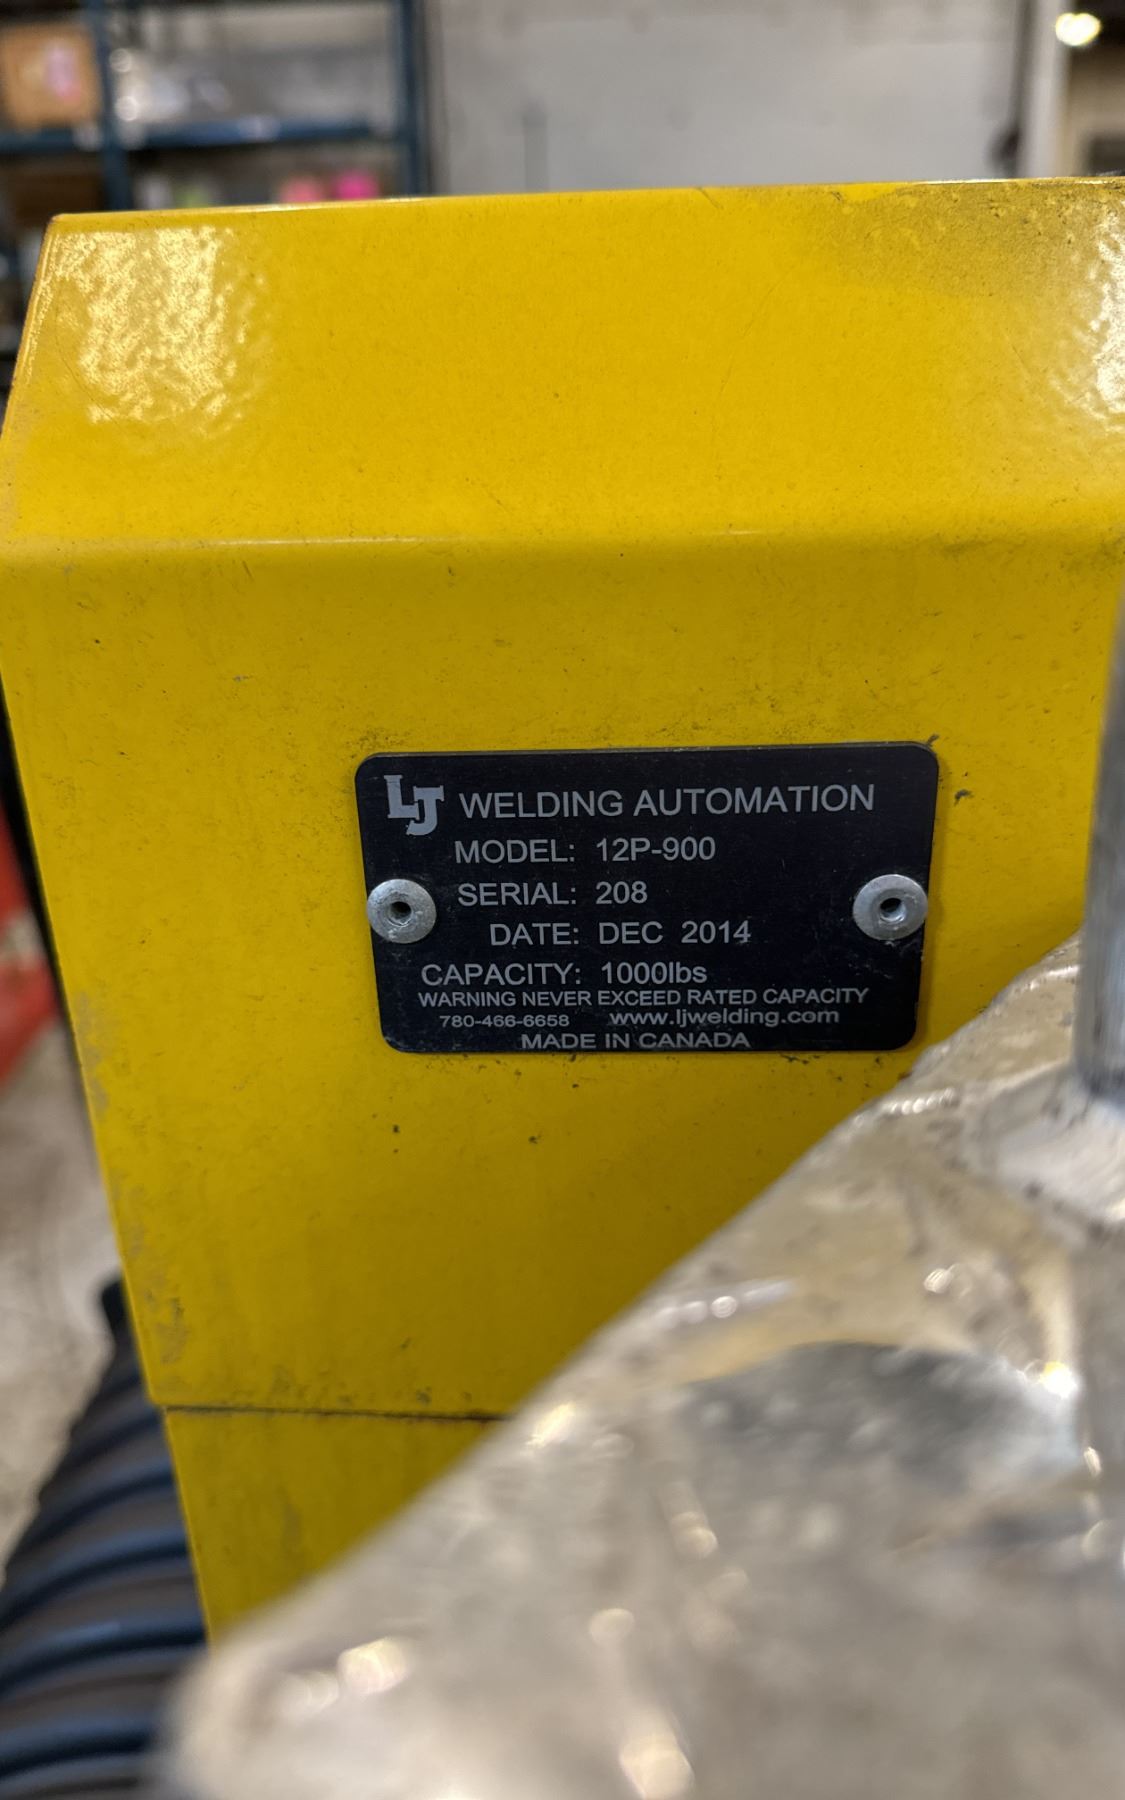 LJ WELDING AUTOMATION
MODEL: 12P-900
SERIAL: 208
DATE: DEC 2014
CAPACITY: 1000lbs
WARNING NEVER EXCEED RATED CAPACITY
780-466-6658 www.ljwelding.com
MADE IN CANADA